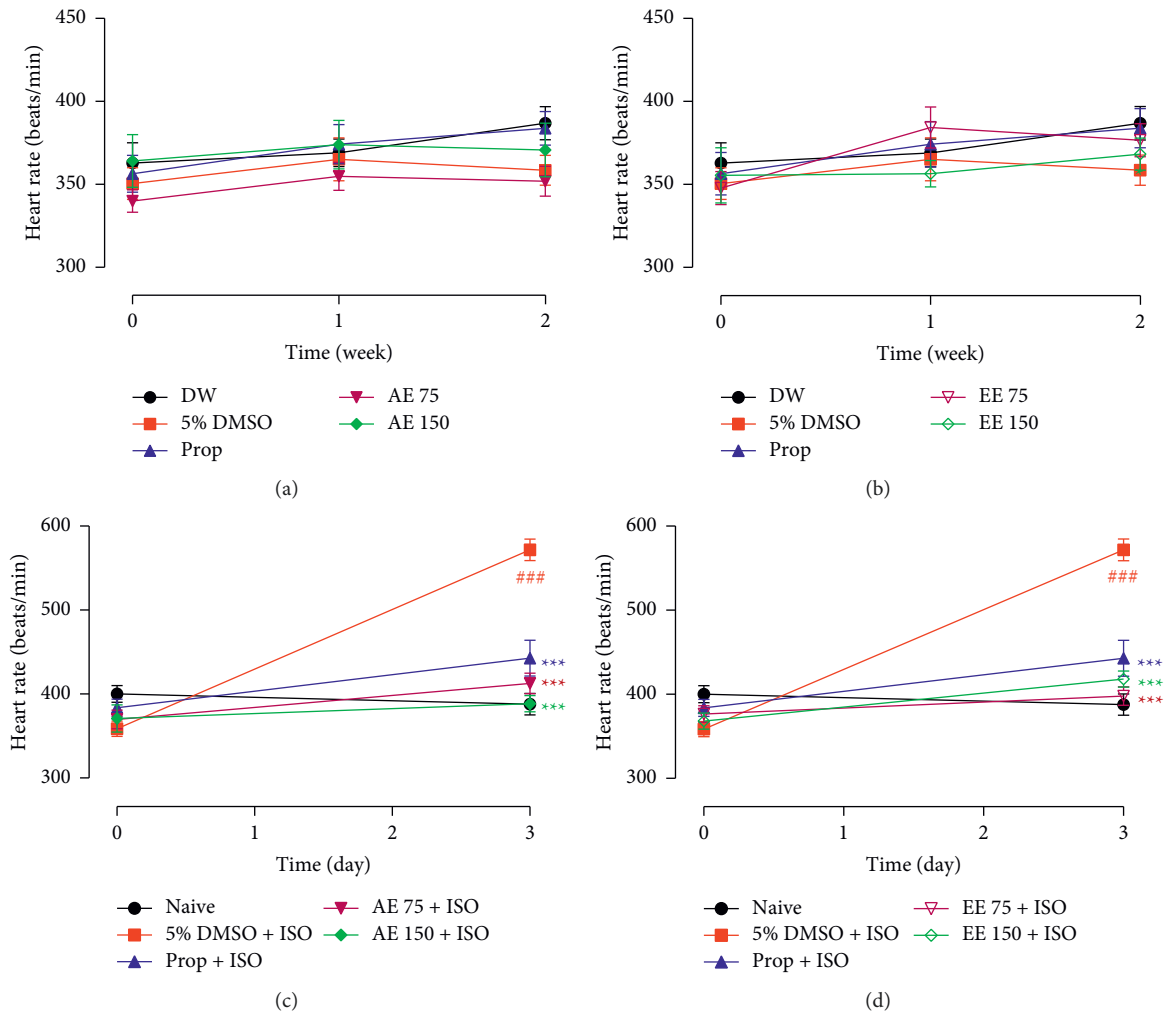 450
400
350
300
Heart rate (beats/min)
0 1 2
Time (week)
DW AE 75
5% DMSO AE 150
Prop
(a)
450
400
350
300
Heart rate (beats/min)
0 1 2
Time (week)
DW EE 75
5% DMSO EE 150
Prop
(b)
600
500
400
300
Heart rate (beats/min)
###
***
***
***
0 1 2 3
Time (day)
Naive AE 75 + ISO
5% DMSO + ISO AE 150 + ISO
Prop + ISO
(c)
600
500
400
300
Heart rate (beats/min)
###
***
***
***
0 1 2 3
Time (day)
Naive EE 75 + ISO
5% DMSO + ISO EE 150 + ISO
Prop + ISO
(d)